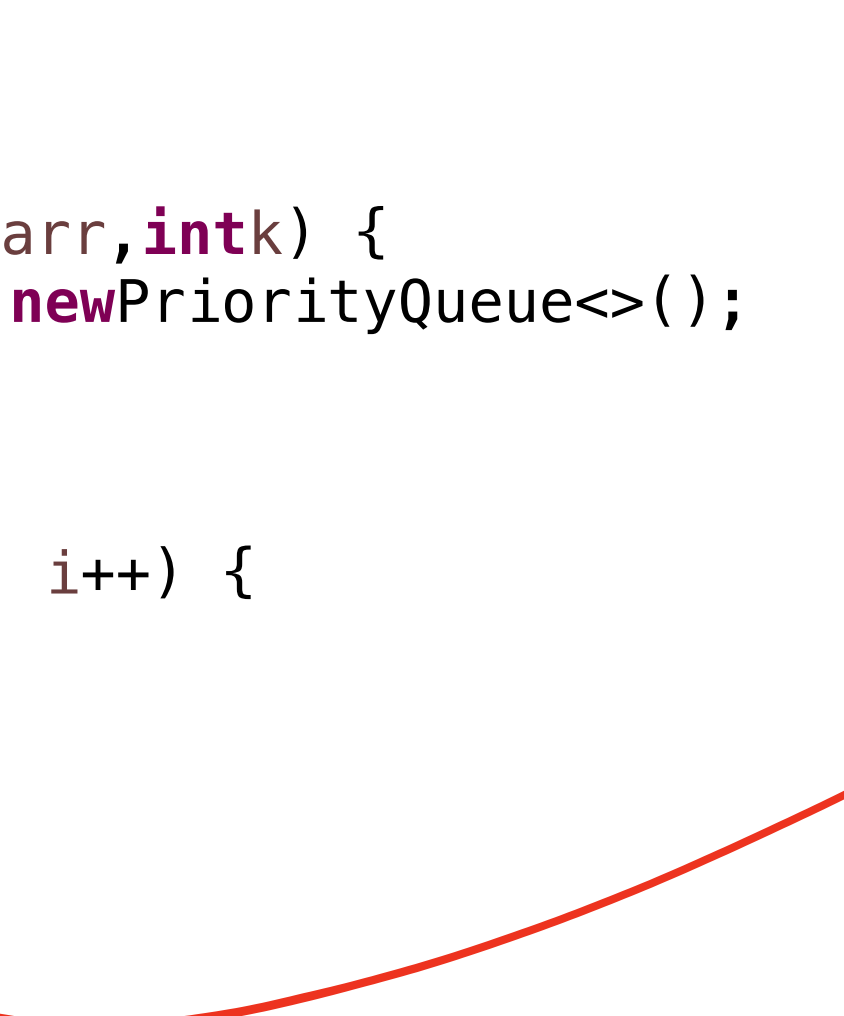 arr,intk) {
newPriorityQueue<>();
i++) {